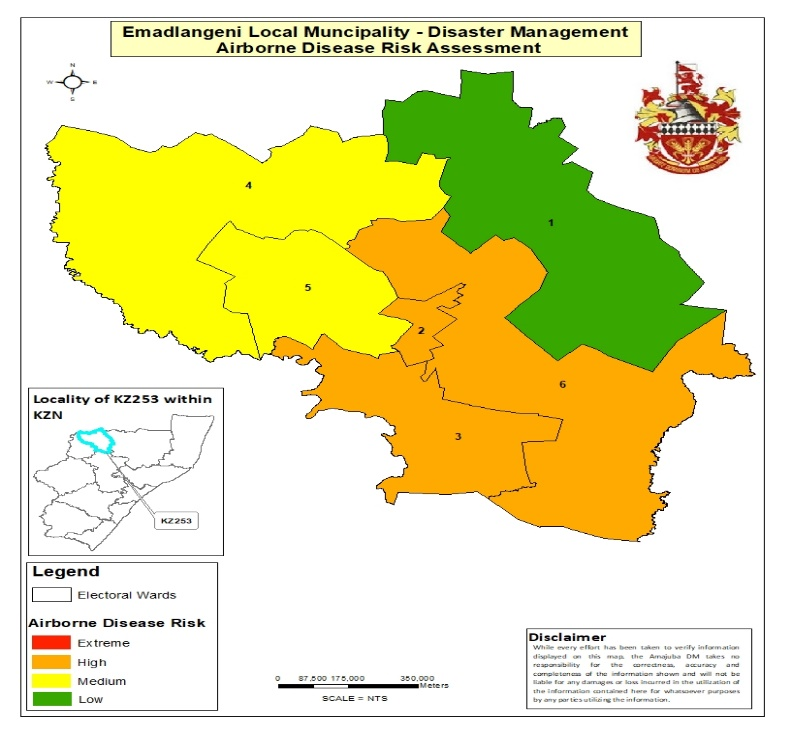 Emadlangeni Local Muncipality - Disaster Management
Airborne Disease Risk Assessment
N
W E
S
4
1
5
2
6
3
Locality of KZ253 within
KZN
KZ253
Legend
Electoral Wards
Airborne Disease Risk
Extreme
High
Medium
Low
0 87,500 175,000 350,000
Meters
SCALE = NTS
Disclaimer
While every effort has been taken to verify information
displayed on this map, the Amajuba DM takes no
responsibility for the correctness, accuracy and
completeness of the information shown and will not be
liable for any damages or loss incurred in the utilization of
the information contained here for whatsoever purposes
by any parties utilizing the information.